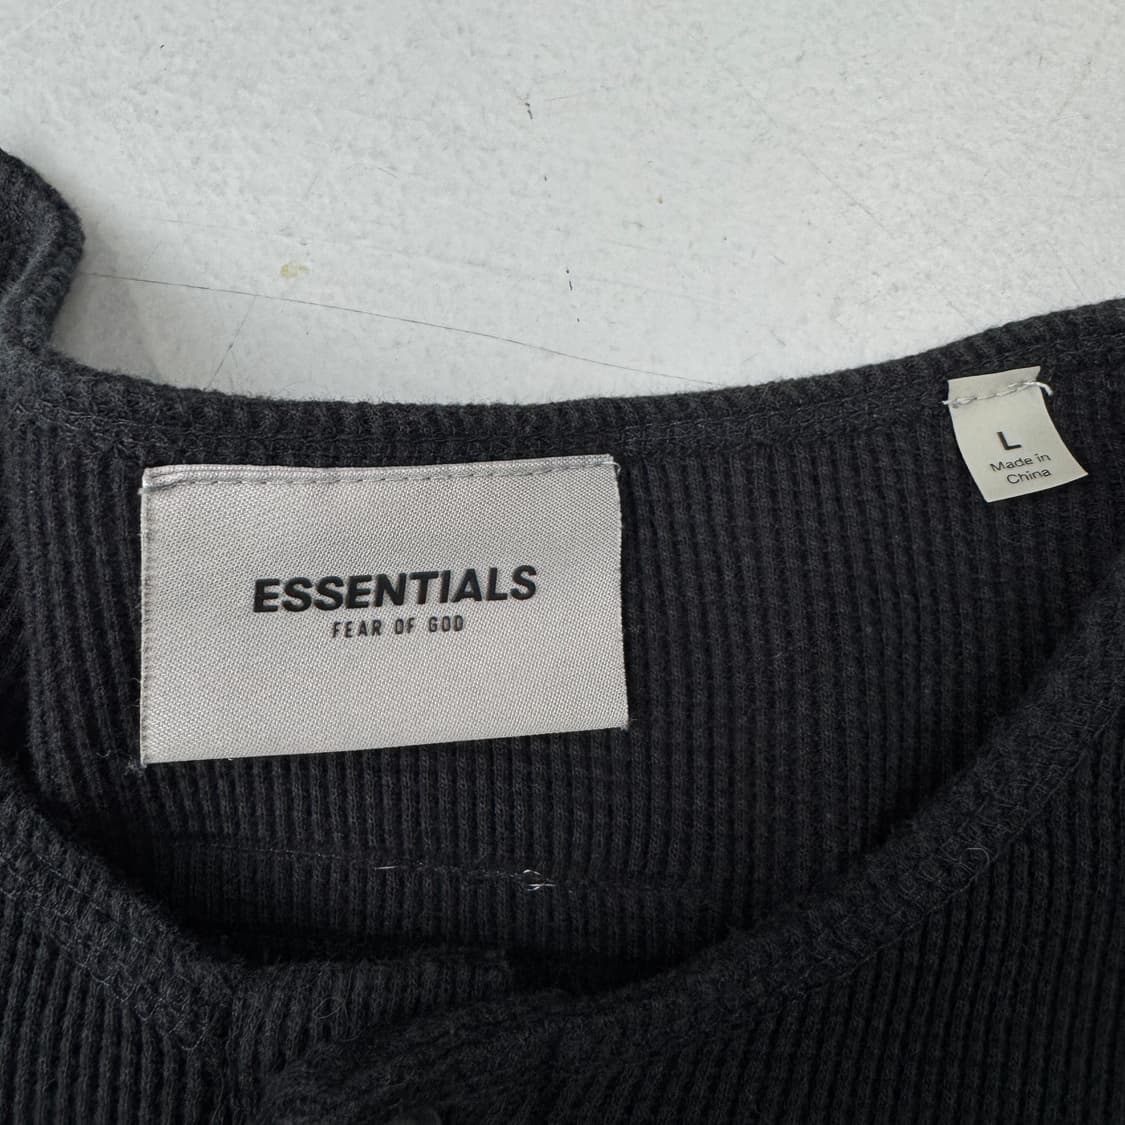 ESSENTIALS
FEAR OF GOD
L
Made in
China